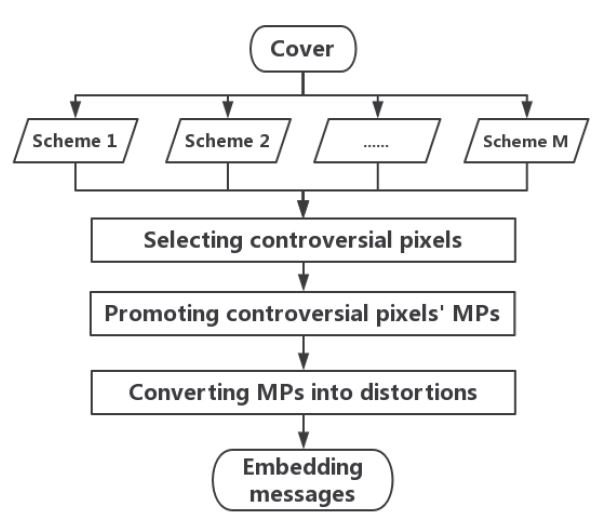 Cover
Scheme 1
Scheme 2
......
Scheme M
Selecting controversial pixels
Promoting controversial pixels' MPs
Converting MPs into distortions
Embedding
messages